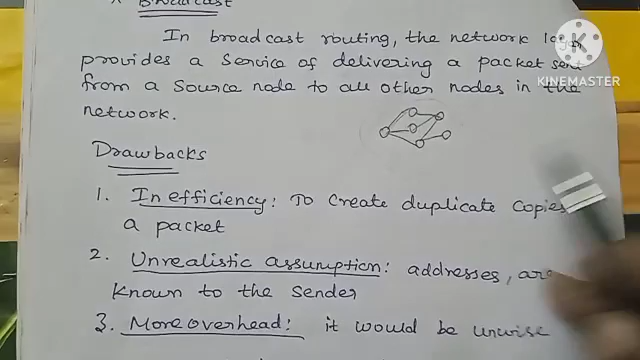 Broadcast
In broadcast routing, the network
provides a service of delivering a packet sent
from a source node to all other nodes in the
network.
Drawbacks
1. Inefficiency: To create duplicate copies
a packet
2. Unrealistic assumption: addresses, are
known to the sender
3. More overhead: it would be unwise
KINEMASTER